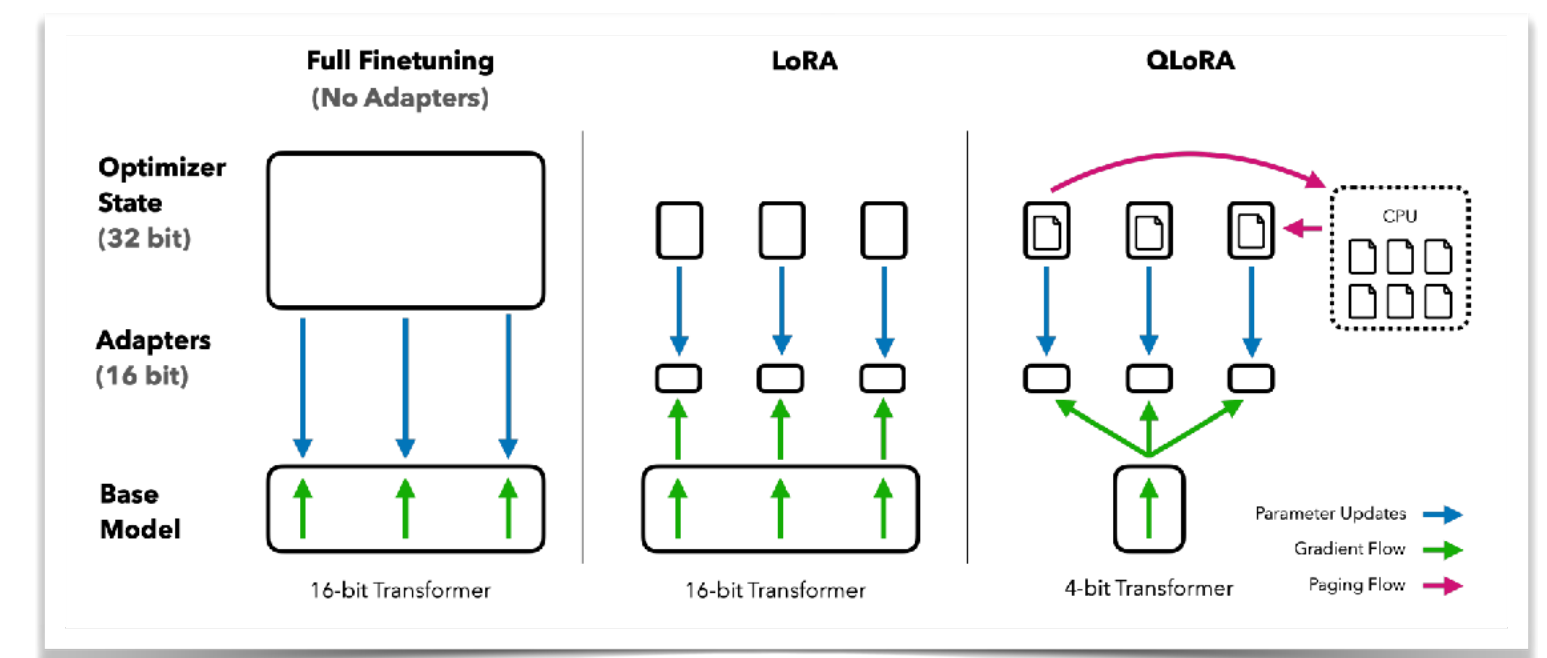 Full Finetuning
(No Adapters)
LoRA
QLoRA
Optimizer
State
(32 bit)
CPU
Adapters
(16 bit)
Base
Model
Parameter Updates
Gradient Flow
Paging Flow
16-bit Transformer
16-bit Transformer
4-bit Transformer